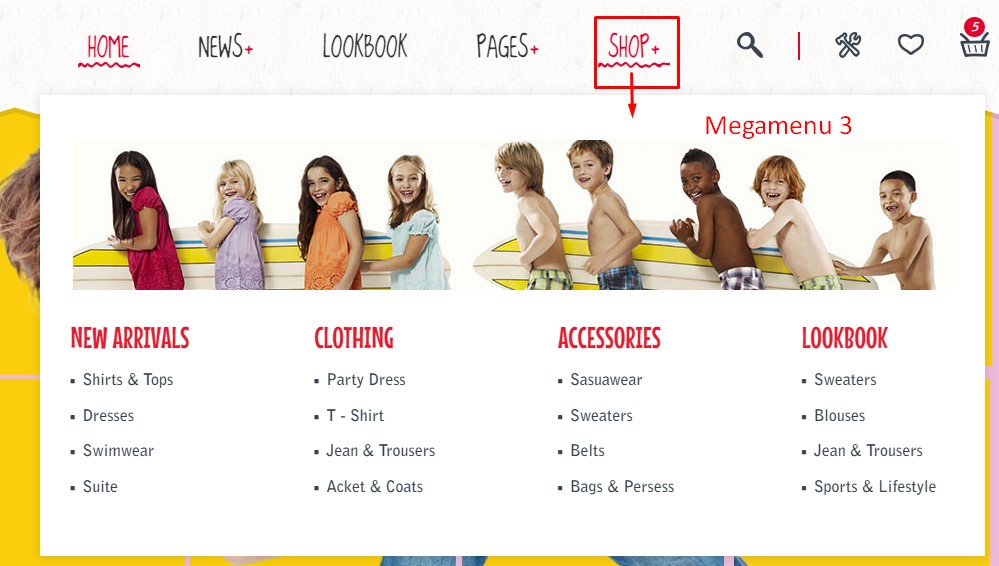 HOME NEWS+ LOOKBOOK PAGES+ SHOP+ 5
Megamenu 3
NEW ARRIVALS CLOTHING ACCESSORIES LOOKBOOK
Shirts & Tops Party Dress Sasuawear Sweaters
Dresses T - Shirt Sweaters Blouses
Swimwear Jean & Trousers Belts Jean & Trousers
Suite Acket & Coats Bags & Persess Sports & Lifestyle